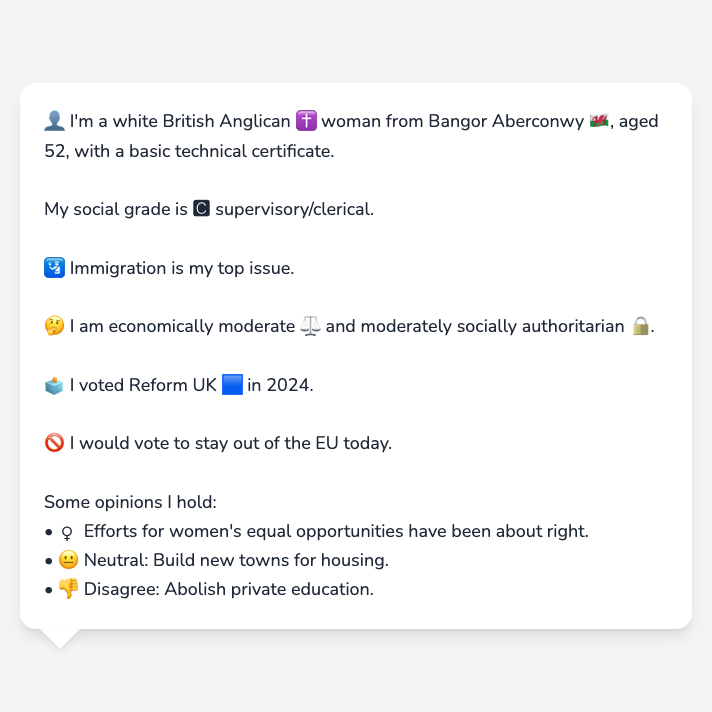 👤 I'm a white British Anglican ✝️ woman from Bangor Aberconwy 🏴󠁧󠁢󠁷󠁬󠁳󠁿, aged
52, with a basic technical certificate.
My social grade is 🅲 supervisory/clerical.
🛂 Immigration is my top issue.
🤔 I am economically moderate ⚖️ and moderately socially authoritarian 🔒.
🗳️ I voted Reform UK 🟦 in 2024.
🚫 I would vote to stay out of the EU today.
Some opinions I hold:
• ♀ Efforts for women's equal opportunities have been about right.
• 😐 Neutral: Build new towns for housing.
• 👎 Disagree: Abolish private education.